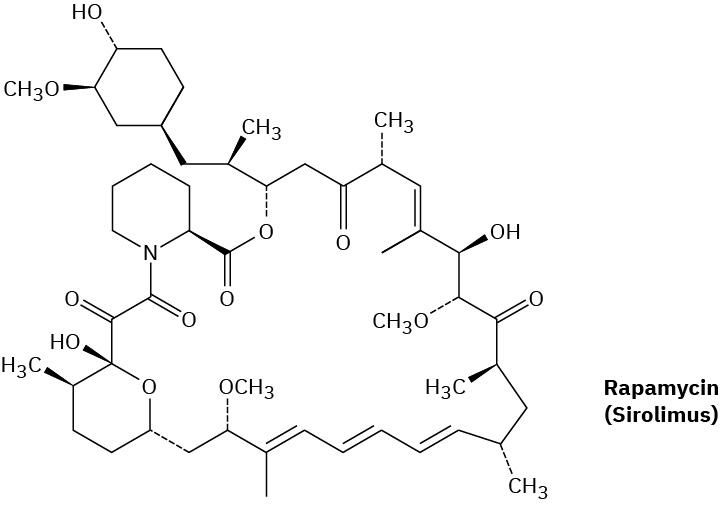 HO
CH3O
CH3
CH3
O
O
OH
N
O
O
O
O
CH3O
HO
H3C
O
OCH3
H3C
Rapamycin
(Sirolimus)
CH3